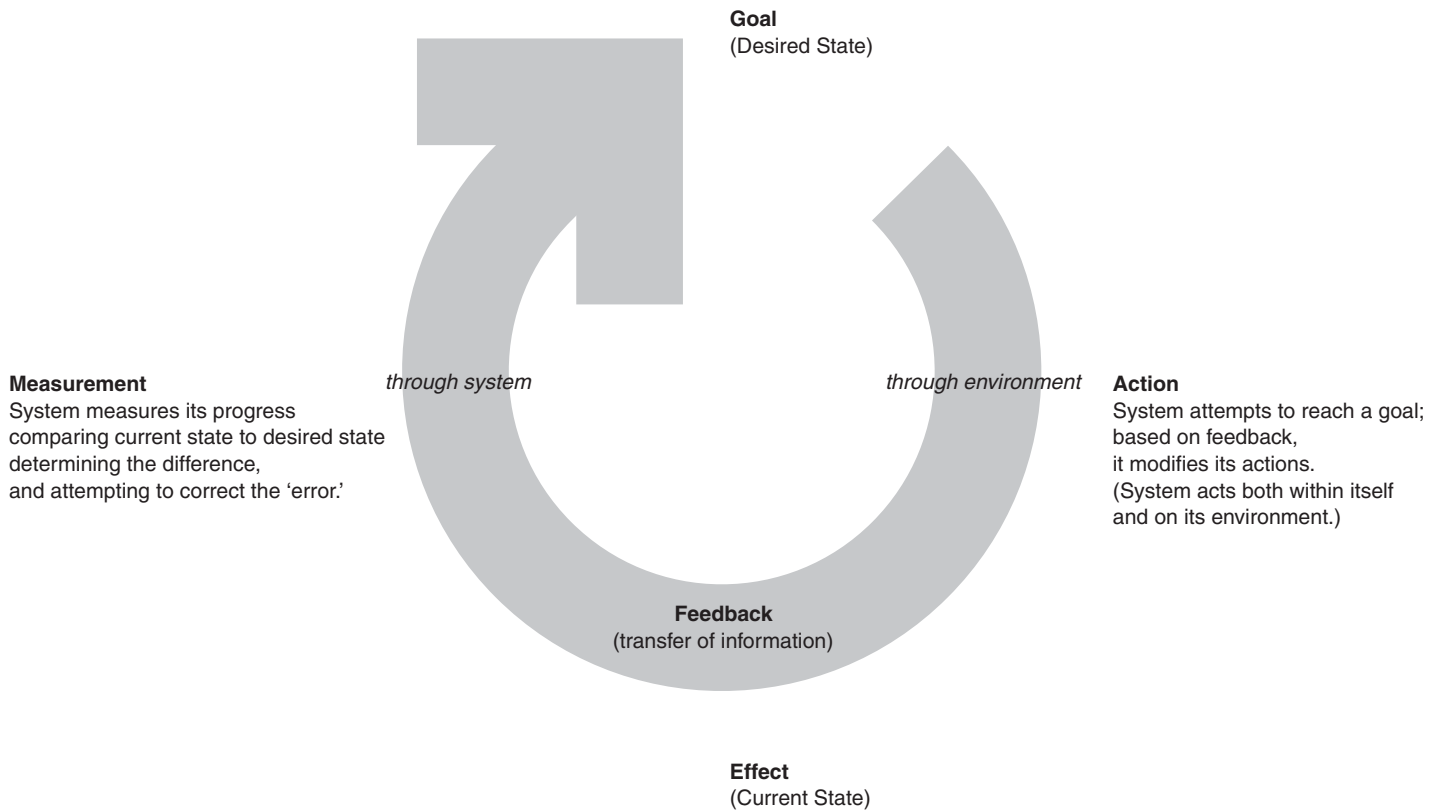 Goal
(Desired State)
Measurement
System measures its progress
comparing current state to desired state
determining the difference,
and attempting to correct the ‘error.’
through system
through environment
Action
System attempts to reach a goal;
based on feedback,
it modifies its actions.
(System acts both within itself
and on its environment.)
Feedback
(transfer of information)
Effect
(Current State)